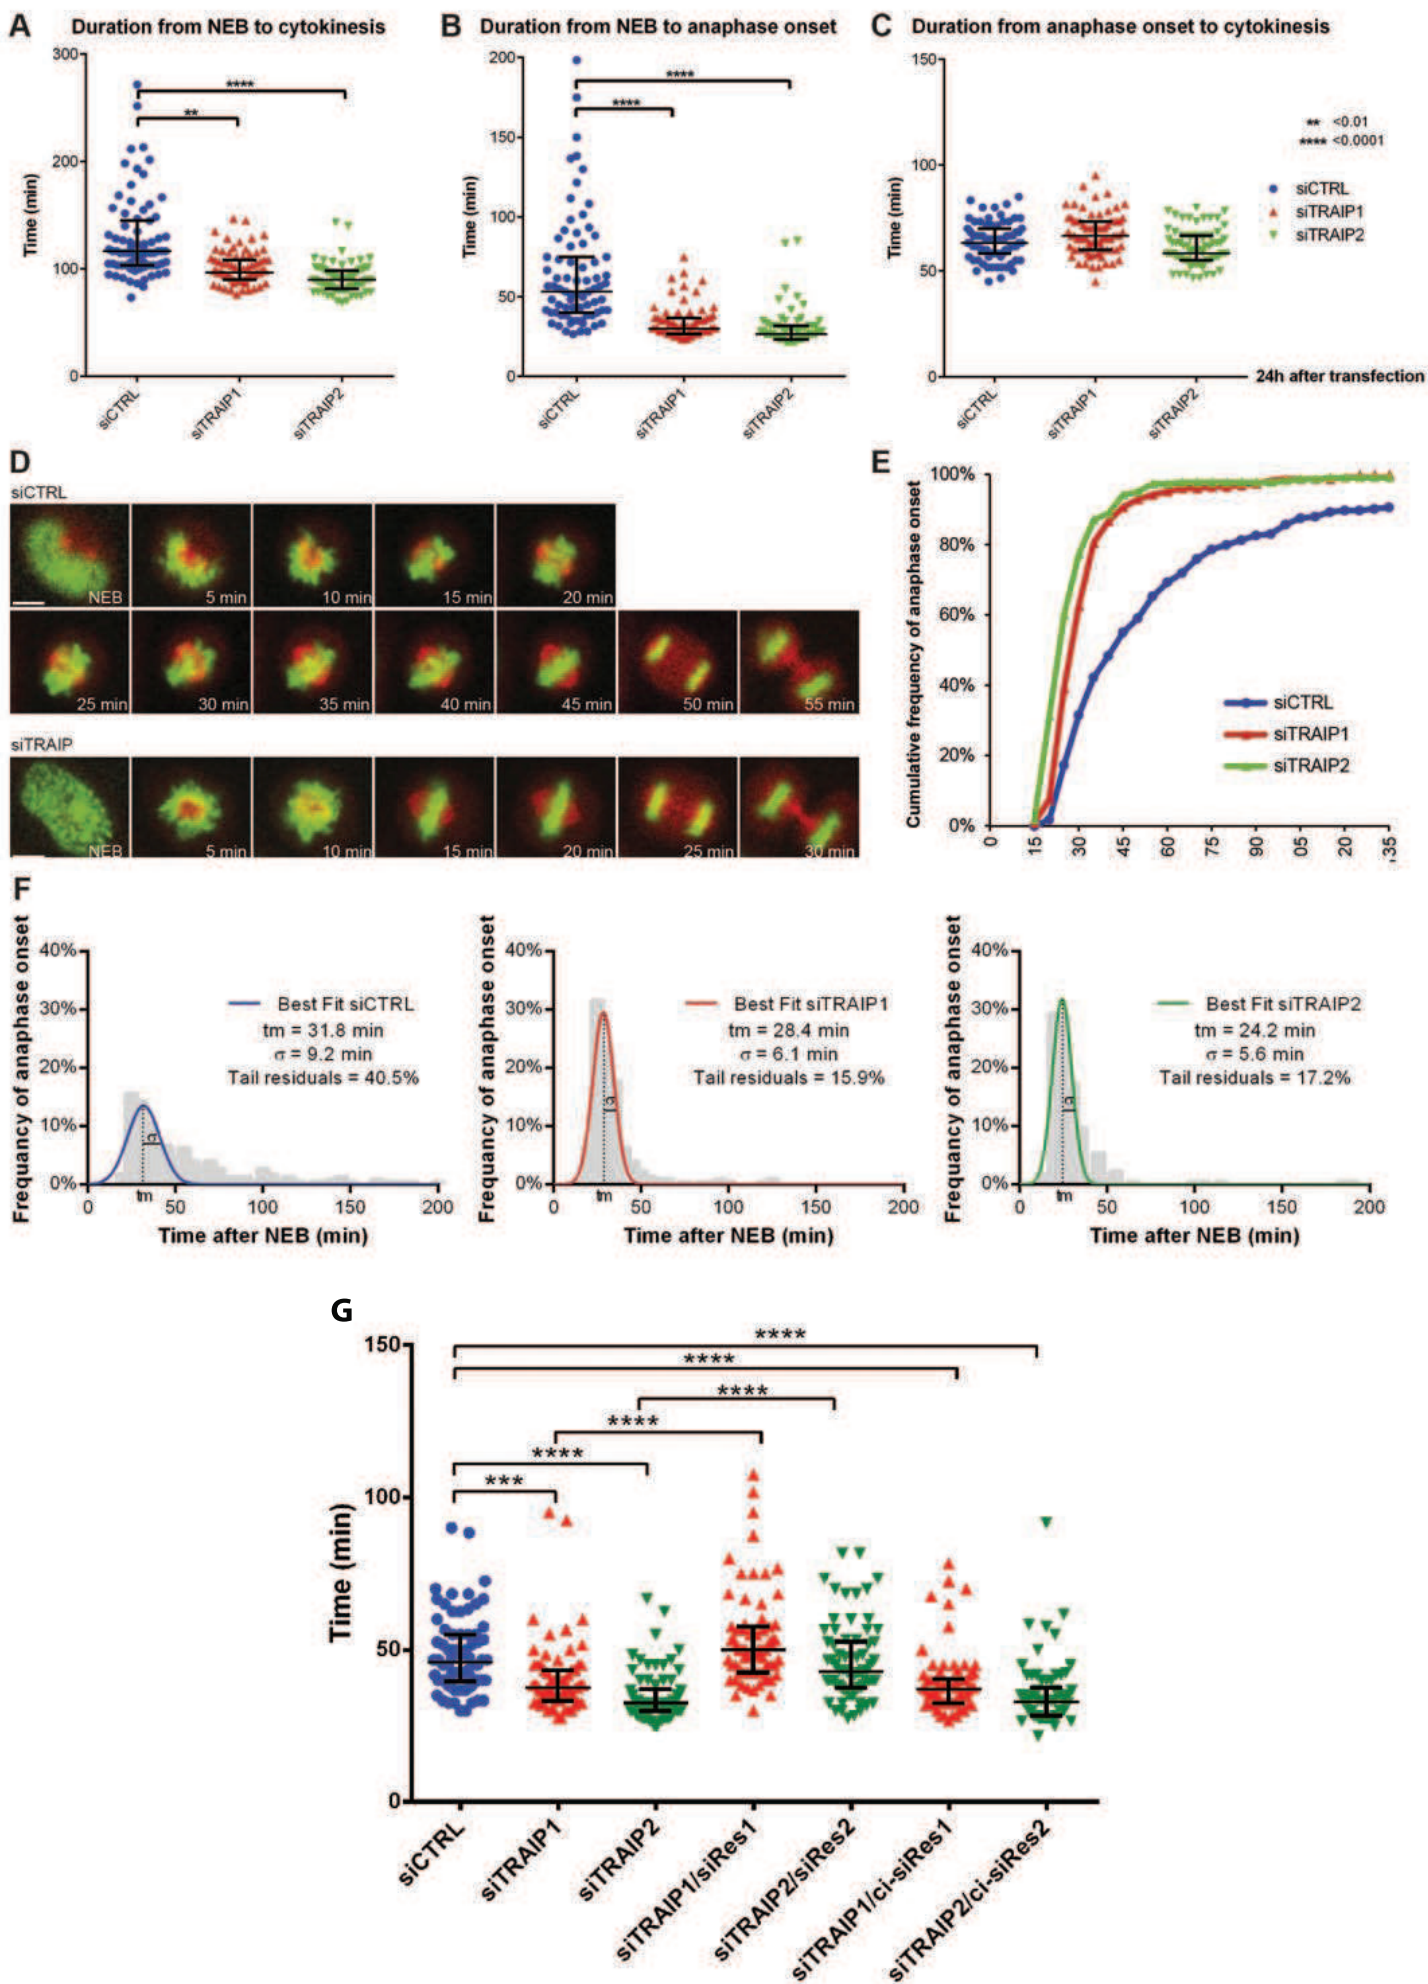 A Duration from NEB to cytokinesis
B Duration from NEB to anaphase onset
C Duration from anaphase onset to cytokinesis
300
200
100
0
Time (min)
****
**
siCTRL
siTRAIP1
siTRAIP2
200
150
100
50
0
Time (min)
****
****
siCTRL
siTRAIP1
siTRAIP2
150
100
50
0
Time (min)
** <0.01
**** <0.0001
siCTRL
siTRAIP1
siTRAIP2
24h after transfection
siCTRL
siTRAIP1
siTRAIP2
D
siCTRL
NEB
5 min
10 min
15 min
20 min
25 min
30 min
35 min
40 min
45 min
50 min
55 min
siTRAIP
NEB
5 min
10 min
15 min
20 min
25 min
30 min
E
Cumulative frequency of anaphase onset
100%
80%
60%
40%
20%
0%
siCTRL
siTRAIP1
siTRAIP2
0
15
30
45
60
75
90
05
20
,35
F
Frequancy of anaphase onset
40%
30%
20%
10%
0%
Best Fit siCTRL
tm = 31.8 min
σ = 9.2 min
Tail residuals = 40.5%
σ
tm
0 50 100 150 200
Time after NEB (min)
Frequancy of anaphase onset
40%
30%
20%
10%
0%
Best Fit siTRAIP1
tm = 28.4 min
σ = 6.1 min
Tail residuals = 15.9%
σ
tm
0 50 100 150 200
Time after NEB (min)
Frequancy of anaphase onset
40%
30%
20%
10%
0%
Best Fit siTRAIP2
tm = 24.2 min
σ = 5.6 min
Tail residuals = 17.2%
σ
tm
0 50 100 150 200
Time after NEB (min)
G
150
100
50
0
Time (min)
****
****
****
****
****
***
siCTRL
siTRAIP1
siTRAIP2
siTRAIP1/siRes1
siTRAIP2/siRes2
siTRAIP1/ci-siRes1
siTRAIP2/ci-siRes2